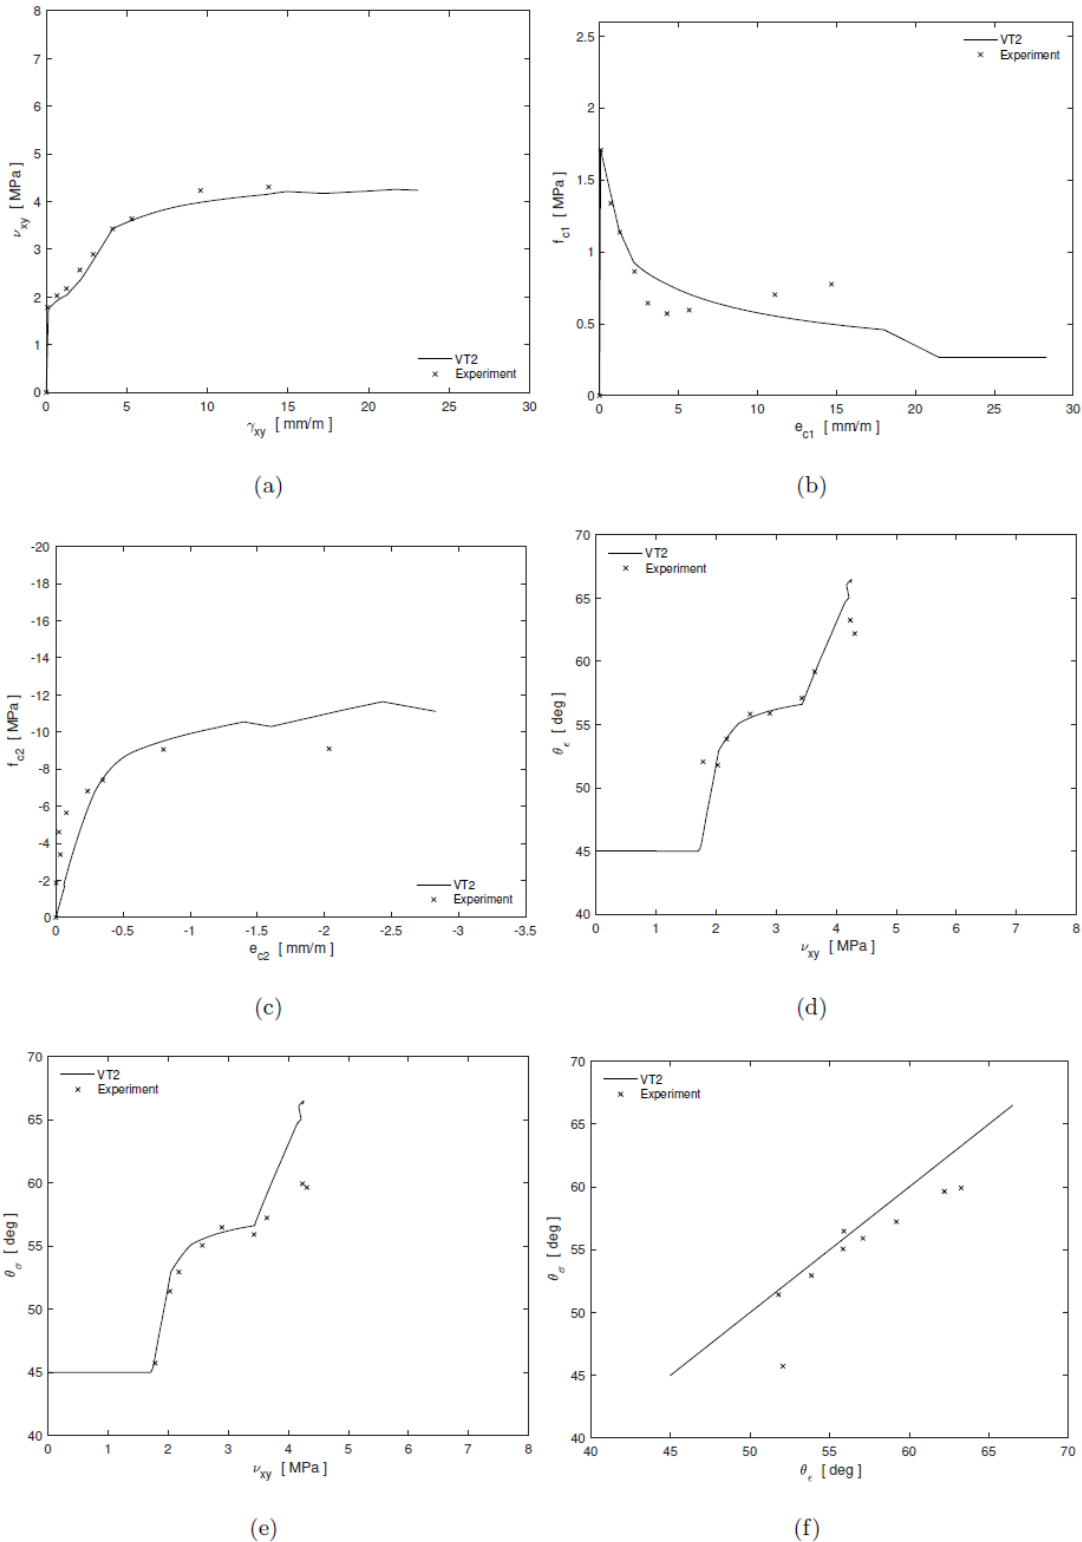 8
7
6
5
4
3
2
1
0
ν_xy [ MPa ]
VT2
Experiment
0 5 10 15 20 25 30
γ_xy [ mm/m ]
(a)
2.5
2
1.5
1
0.5
0
f_c1 [ MPa ]
VT2
Experiment
0 5 10 15 20 25 30
e_c1 [ mm/m ]
(b)
-20
-18
-16
-14
-12
-10
-8
-6
-4
-2
0
f_c2 [ MPa ]
VT2
Experiment
0 -0.5 -1 -1.5 -2 -2.5 -3 -3.5
e_c2 [ mm/m ]
(c)
70
65
60
55
50
45
40
θ_ϵ [ deg ]
VT2
Experiment
0 1 2 3 4 5 6 7 8
ν_xy [ MPa ]
(d)
70
65
60
55
50
45
40
θ_σ [ deg ]
VT2
Experiment
0 1 2 3 4 5 6 7 8
ν_xy [ MPa ]
(e)
70
65
60
55
50
45
40
θ_σ [ deg ]
VT2
Experiment
40 45 50 55 60 65 70
θ_ϵ [ deg ]
(f)